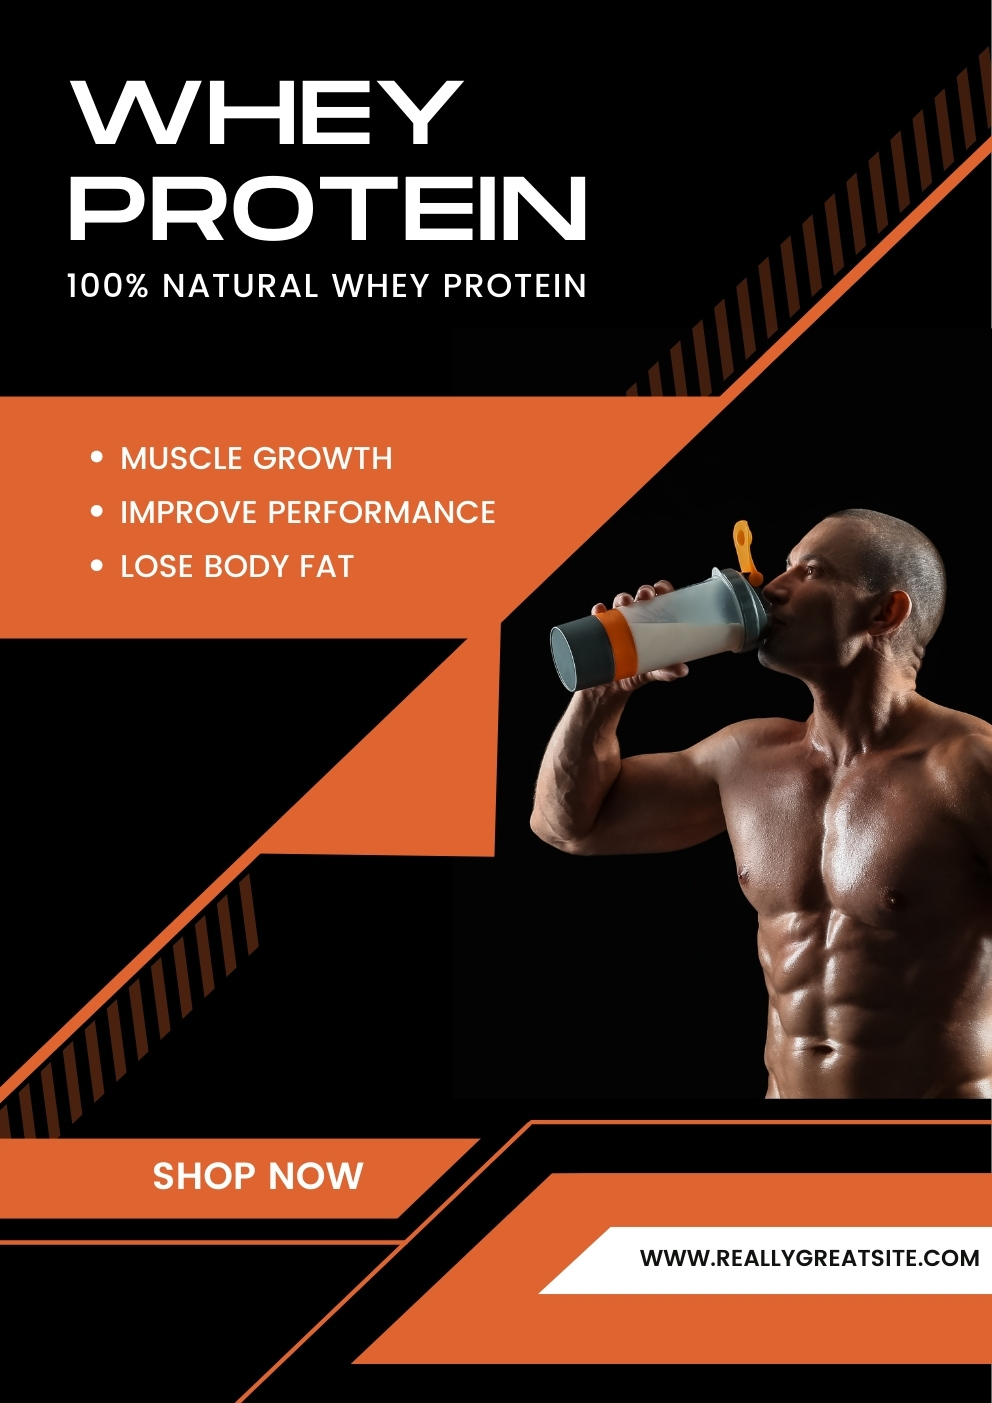 WHEY
PROTEIN
100% NATURAL WHEY PROTEIN
• MUSCLE GROWTH
• IMPROVE PERFORMANCE
• LOSE BODY FAT
SHOP NOW
WWW.REALLYGREATSITE.COM